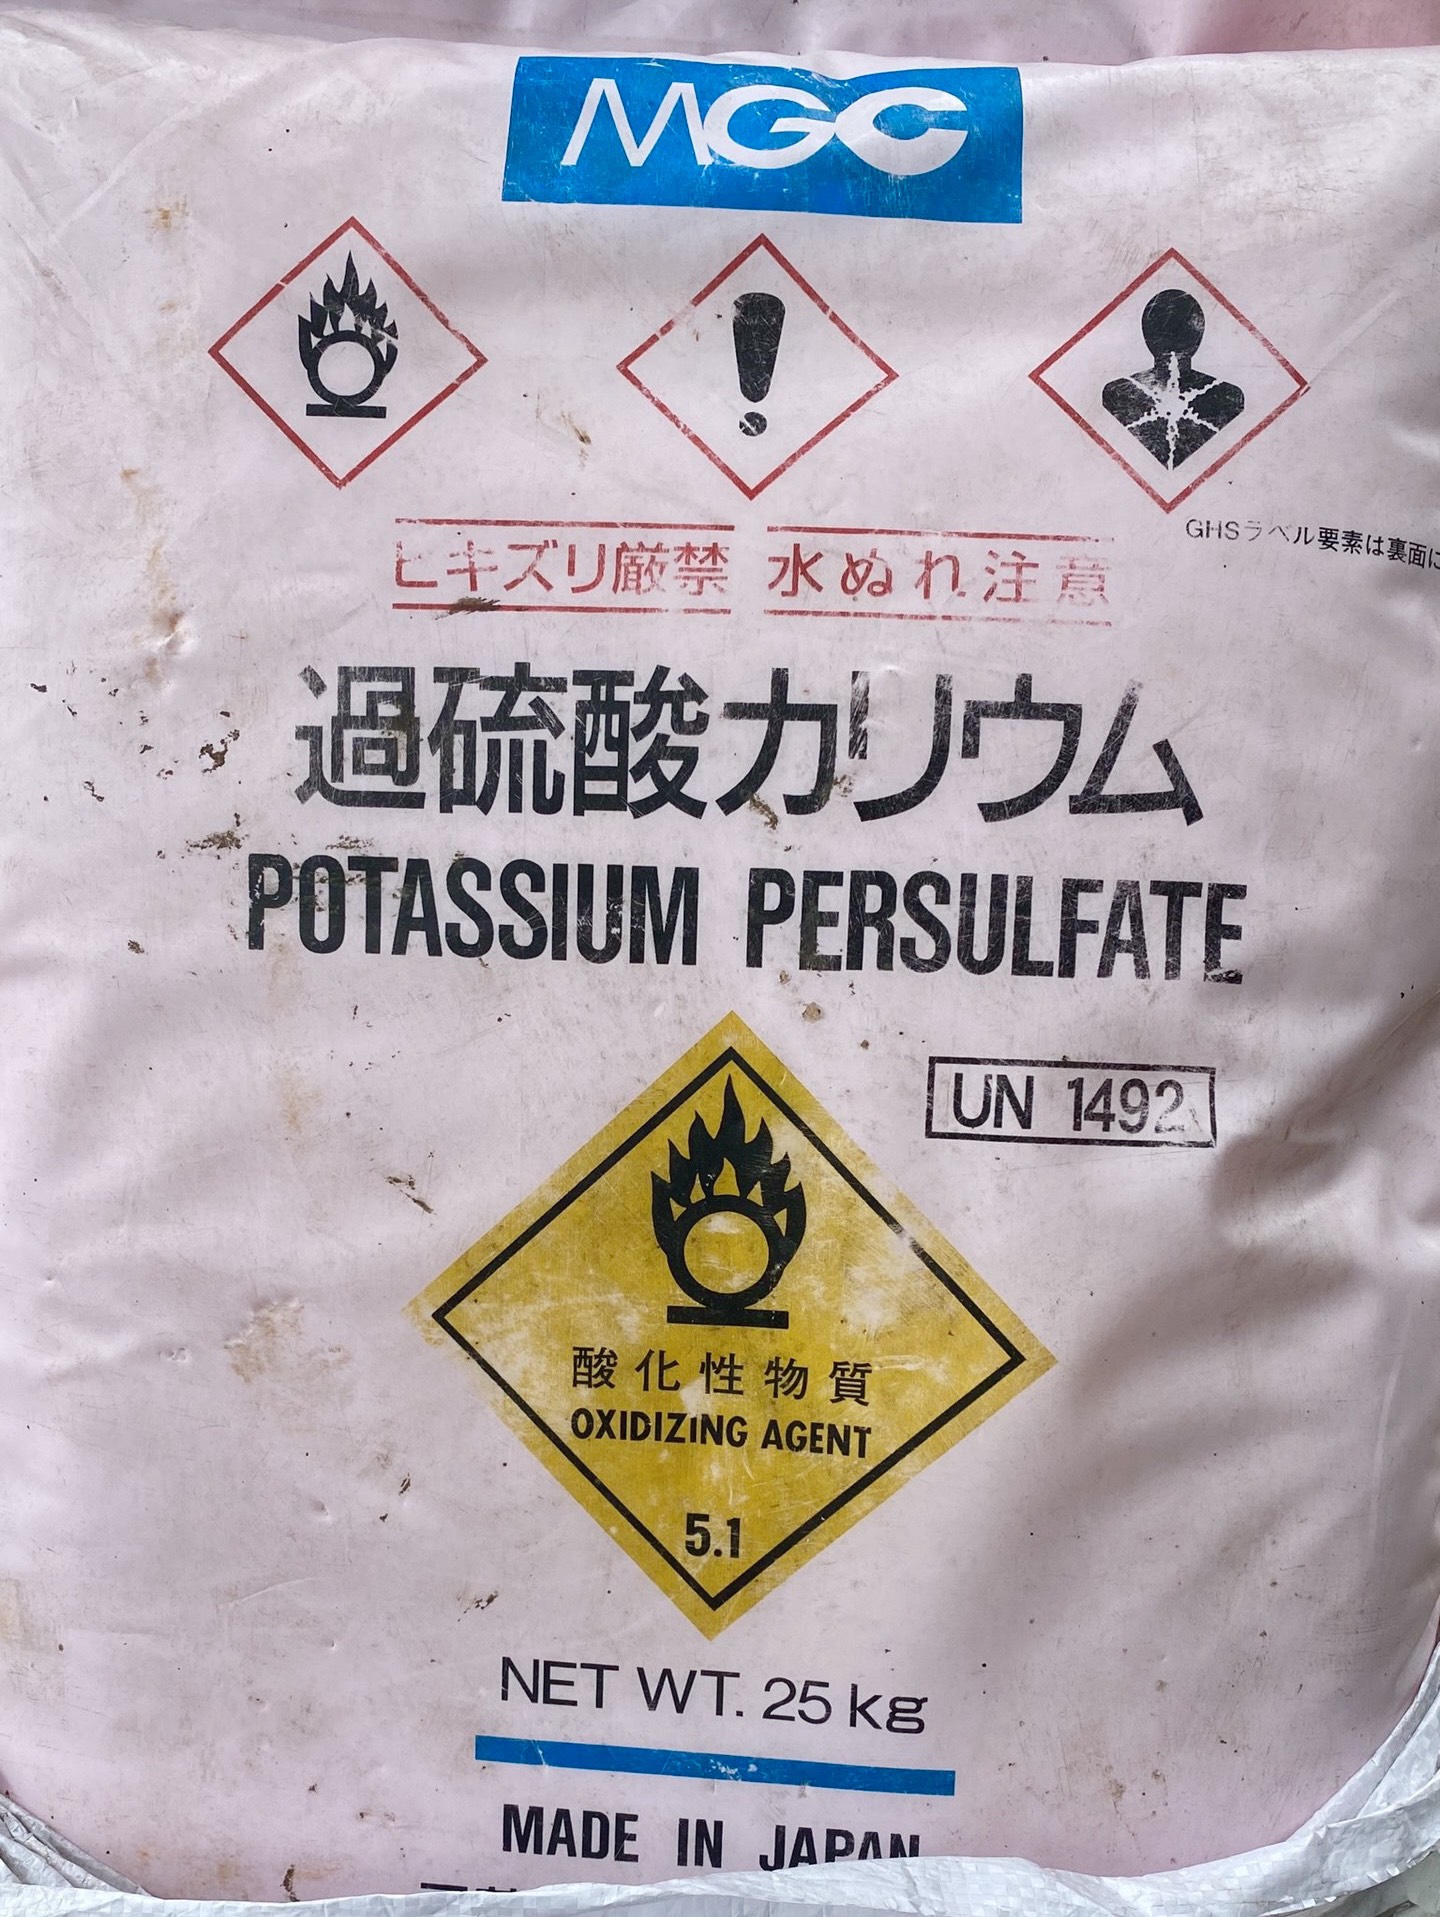 MGC
GHSラベル要素は裏面に
ヒキズリ厳禁 水ぬれ注意
過硫酸カリウム
POTASSIUM PERSULFATE
UN 1492
酸化性物質
OXIDIZING AGENT
5.1
NET WT. 25kg
MADE IN JAPAN